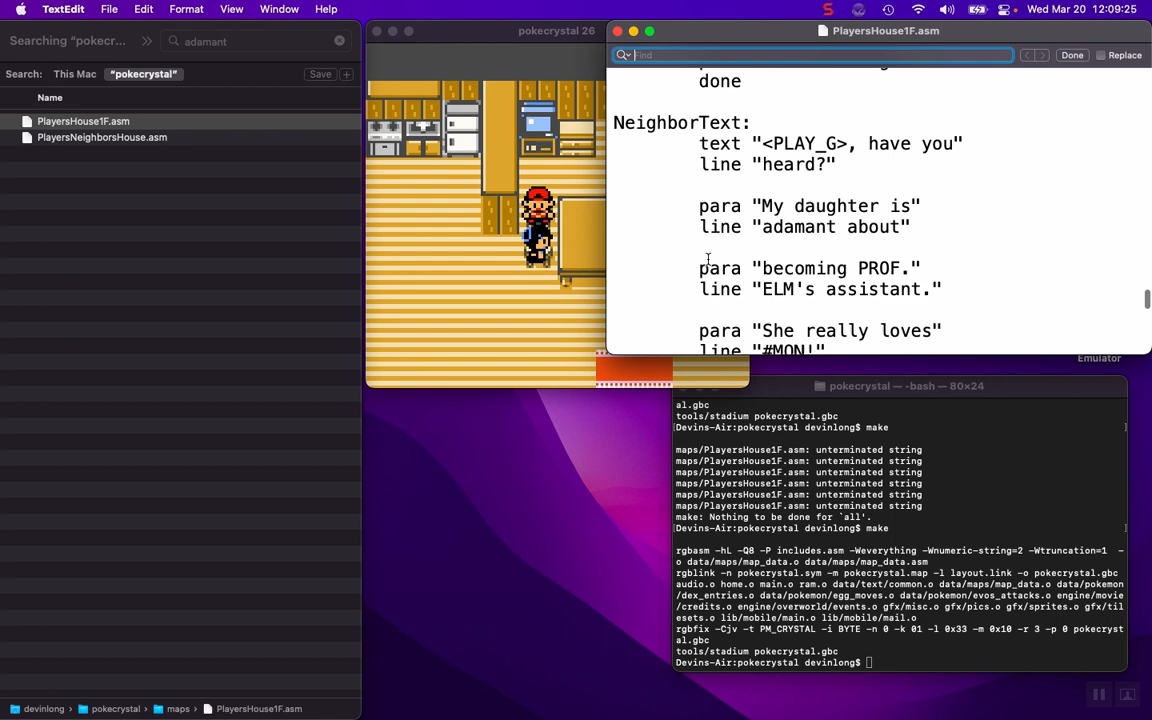 TextEdit File Edit Format View Window Help Wed Mar 20 12:09:25
Searching “pokecr... adamant
Search: This Mac “pokecrystal” Save +
Name
PlayersHouse1F.asm
PlayersNeighborsHouse.asm
devinlong › pokecrystal › maps › PlayersHouse1F.asm
pokecrystal 26
PlayersHouse1F.asm
Find Done Replace
done
NeighborText:
text "<PLAY_G>, have you"
line "heard?"
para "My daughter is"
line "adamant about"
para "becoming PROF."
line "ELM's assistant."
para "She really loves"
line "#MON!"
Emulator
pokecrystal — -bash — 80×24
al.gbc
tools/stadium pokecrystal.gbc
[Devins-Air:pokecrystal devinlong$ make ]
maps/PlayersHouse1F.asm: unterminated string
maps/PlayersHouse1F.asm: unterminated string
maps/PlayersHouse1F.asm: unterminated string
maps/PlayersHouse1F.asm: unterminated string
maps/PlayersHouse1F.asm: unterminated string
make: Nothing to be done for `all'.
[Devins-Air:pokecrystal devinlong$ make ]
rgbasm -hL -Q8 -P includes.asm -Weverything -Wnumeric-string=2 -Wtruncation=1 -
o data/maps/map_data.o data/maps/map_data.asm
rgblink -n pokecrystal.sym -m pokecrystal.map -l layout.link -o pokecrystal.gbc
audio.o home.o main.o ram.o data/text/common.o data/maps/map_data.o data/pokemon
/dex_entries.o data/pokemon/egg_moves.o data/pokemon/evos_attacks.o engine/movie
/credits.o engine/overworld/events.o gfx/misc.o gfx/pics.o gfx/sprites.o gfx/til
esets.o lib/mobile/main.o lib/mobile/mail.o
rgbfix -Cjv -t PM_CRYSTAL -i BYTE -n 0 -k 01 -l 0x33 -m 0x10 -r 3 -p 0 pokecryst
al.gbc
tools/stadium pokecrystal.gbc
Devins-Air:pokecrystal devinlong$